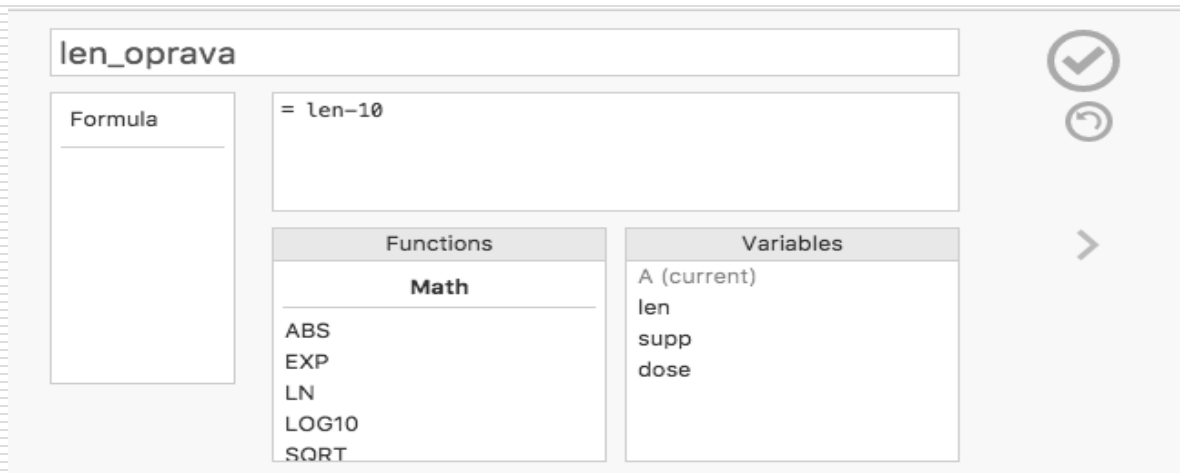 len_oprava
Formula
= len-10
Functions
Math
ABS
EXP
LN
LOG10
SQRT
Variables
A (current)
len
supp
dose